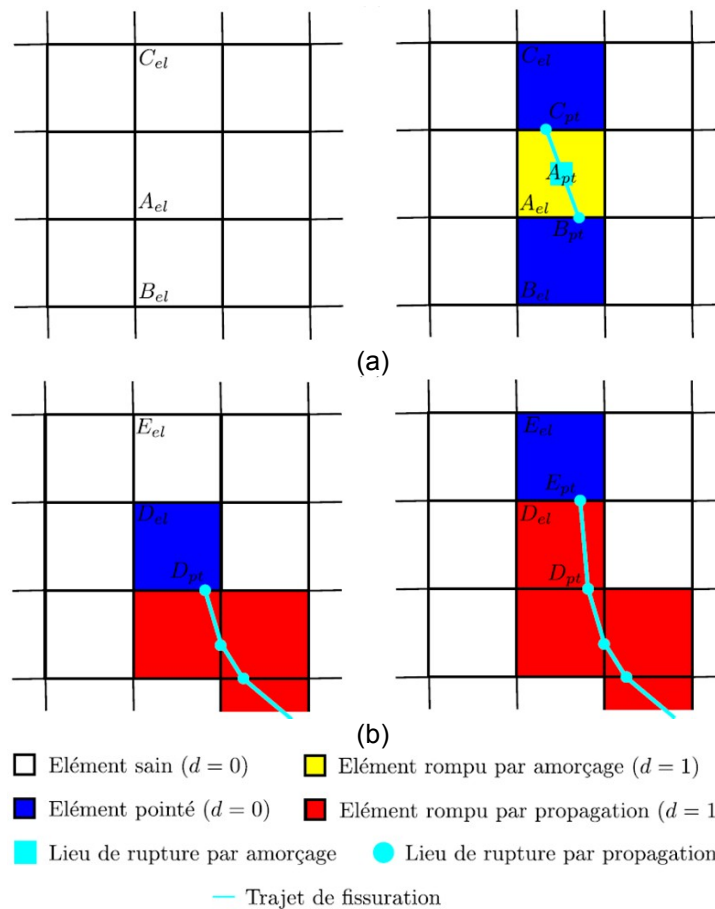 (a)
C_el
A_el
B_el
C_el
C_pt
A_pt
A_el
B_pt
B_el
(a)
E_el
D_el
D_pt
E_el
E_pt
D_el
D_pt
(b)
Elément sain (d = 0)
Elément rompu par amorçage (d = 1)
Elément pointé (d = 0)
Elément rompu par propagation (d = 1
Lieu de rupture par amorçage
Lieu de rupture par propagation
Trajet de fissuration